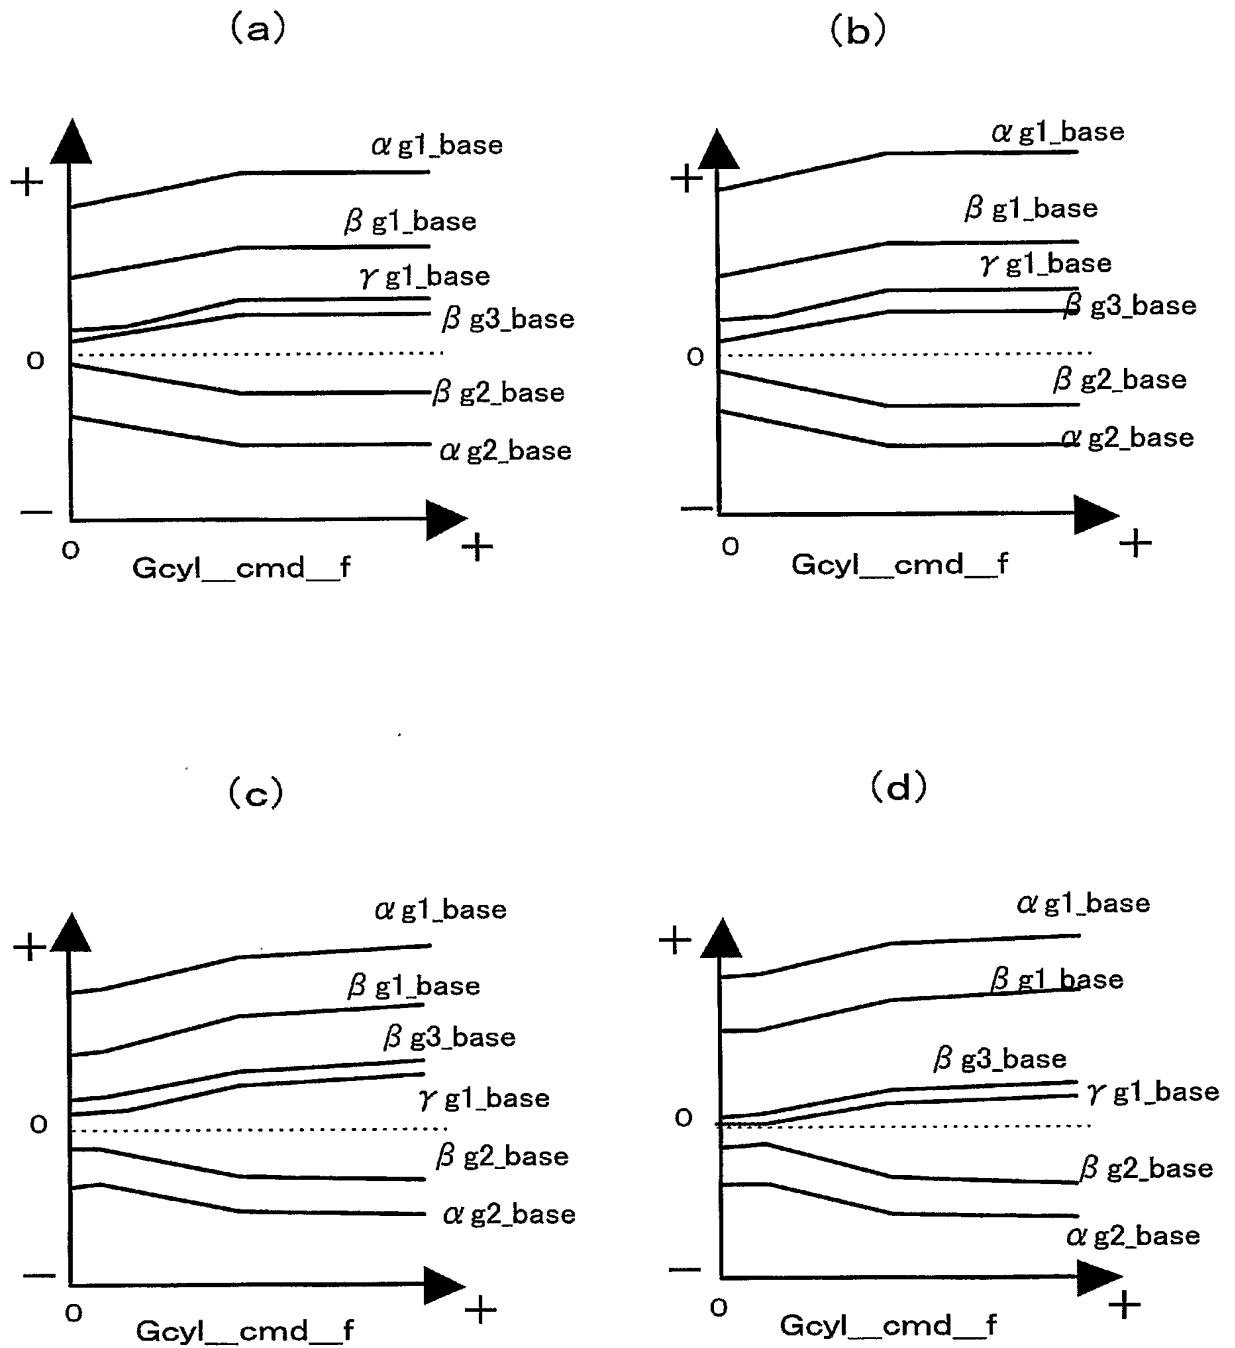 (a)
α g1_base
+
β g1_base
γ g1_base
β g3_base
0
β g2_base
α g2_base
−
0
+
Gcyl__cmd__f
(b)
α g1_base
+
β g1_base
γ g1_base
β g3_base
0
β g2_base
α g2_base
−
0
+
Gcyl__cmd__f
(c)
α g1_base
+
β g1_base
β g3_base
γ g1_base
0
β g2_base
α g2_base
−
0
+
Gcyl__cmd__f
(d)
α g1_base
+
β g1_base
β g3_base
γ g1_base
0
β g2_base
α g2_base
−
0
+
Gcyl__cmd__f